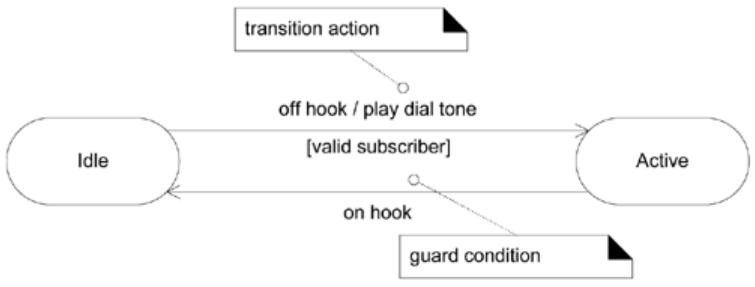 transition action
off hook / play dial tone
Idle
[valid subscriber]
Active
on hook
guard condition